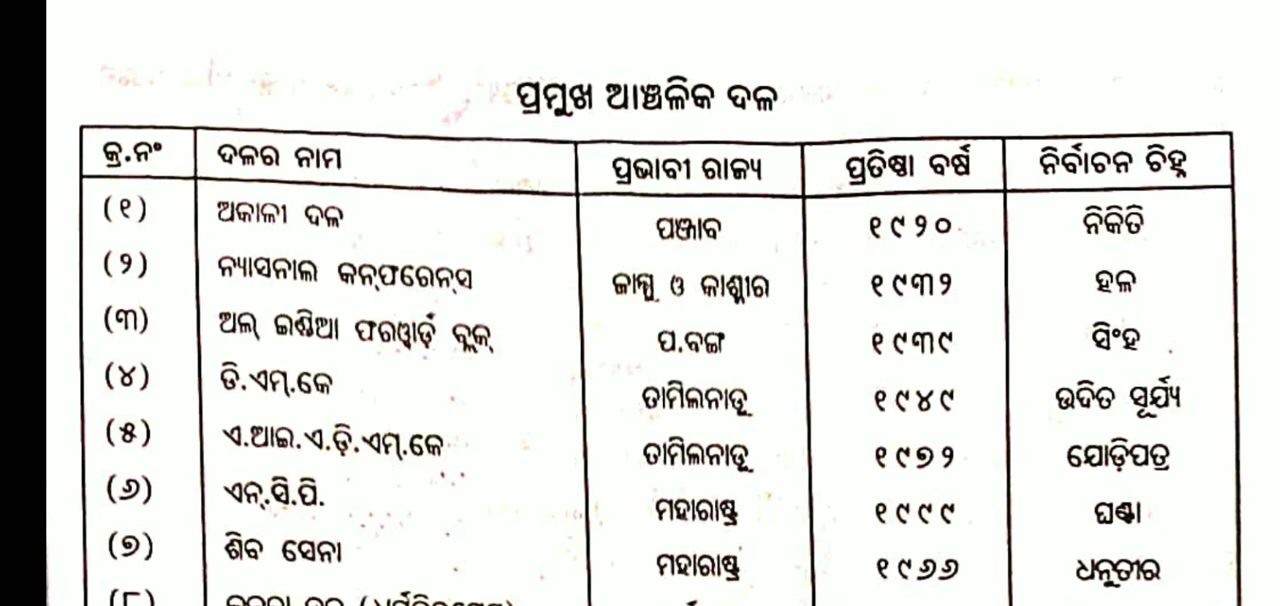 ପ୍ରମୁଖ ଆଞ୍ଚଳିକ ଦଳ
କ୍ର.ନଂ ଦଳର ନାମ ପ୍ରଭାବୀ ରାଜ୍ୟ ପ୍ରତିଷ୍ଠା ବର୍ଷ ନିର୍ବାଚନ ଚିହ୍ନ
(୧) ଅକାଳୀ ଦଳ ପଞ୍ଜାବ ୧୯୨୦ ନିକିତି
(୨) ନ୍ୟାସନାଲ କନ୍‌ଫରେନ୍‌ସ ଜାମ୍ମୁ ଓ କାଶ୍ମୀର ୧୯୩୨ ହଳ
(୩) ଅଲ୍ ଇଣ୍ଡିଆ ଫରୱାର୍ଡ଼ ବ୍ଲକ୍ ପ.ବଙ୍ଗ ୧୯୩୯ ସିଂହ
(୪) ଡି.ଏମ୍.କେ ତାମିଲନାଡୁ ୧୯୪୯ ଉଦିତ ସୂର୍ଯ୍ୟ
(୫) ଏ.ଆଇ.ଏ.ଡ଼ି.ଏମ୍.କେ ତାମିଲନାଡୁ ୧୯୭୨ ଯୋଡ଼ିପତ୍ର
(୬) ଏନ୍.ସି.ପି. ମହାରାଷ୍ଟ୍ର ୧୯୯୯ ଘଣ୍ଟା
(୭) ଶିବ ସେନା ମହାରାଷ୍ଟ୍ର ୧୯୬୬ ଧନୁତୀର
(୮)